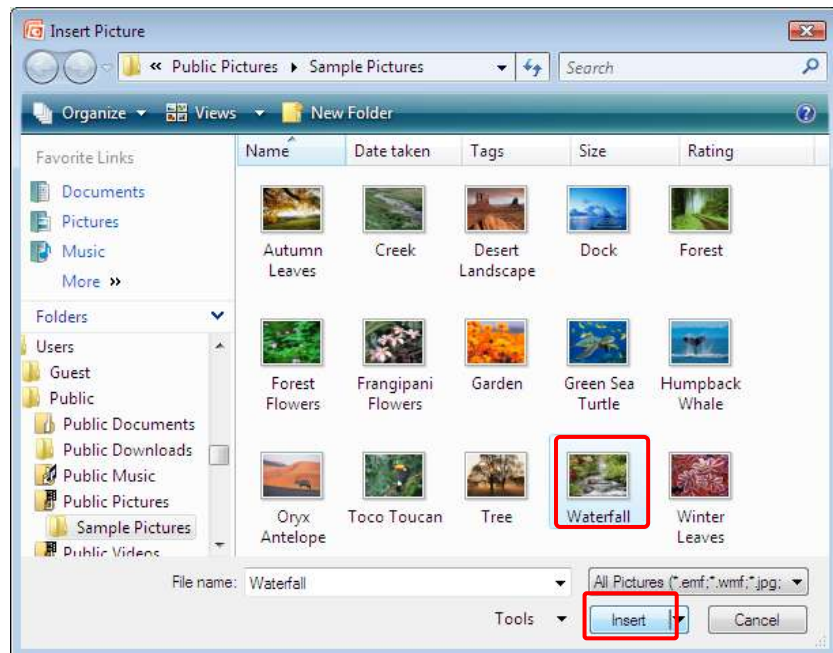 Insert Picture
« Public Pictures Sample Pictures Search
Organize Views New Folder
Favorite Links
Documents
Pictures
Music
More »
Folders
Users
Guest
Public
Public Documents
Public Downloads
Public Music
Public Pictures
Sample Pictures
Public Videos
Name Date taken Tags Size Rating
Autumn Leaves
Creek
Desert Landscape
Dock
Forest
Forest Flowers
Frangipani Flowers
Garden
Green Sea Turtle
Humpback Whale
Oryx Antelope
Toco Toucan
Tree
Waterfall
Winter Leaves
File name: Waterfall All Pictures (*.emf;*.wmf;*.jpg;
Tools Insert Cancel